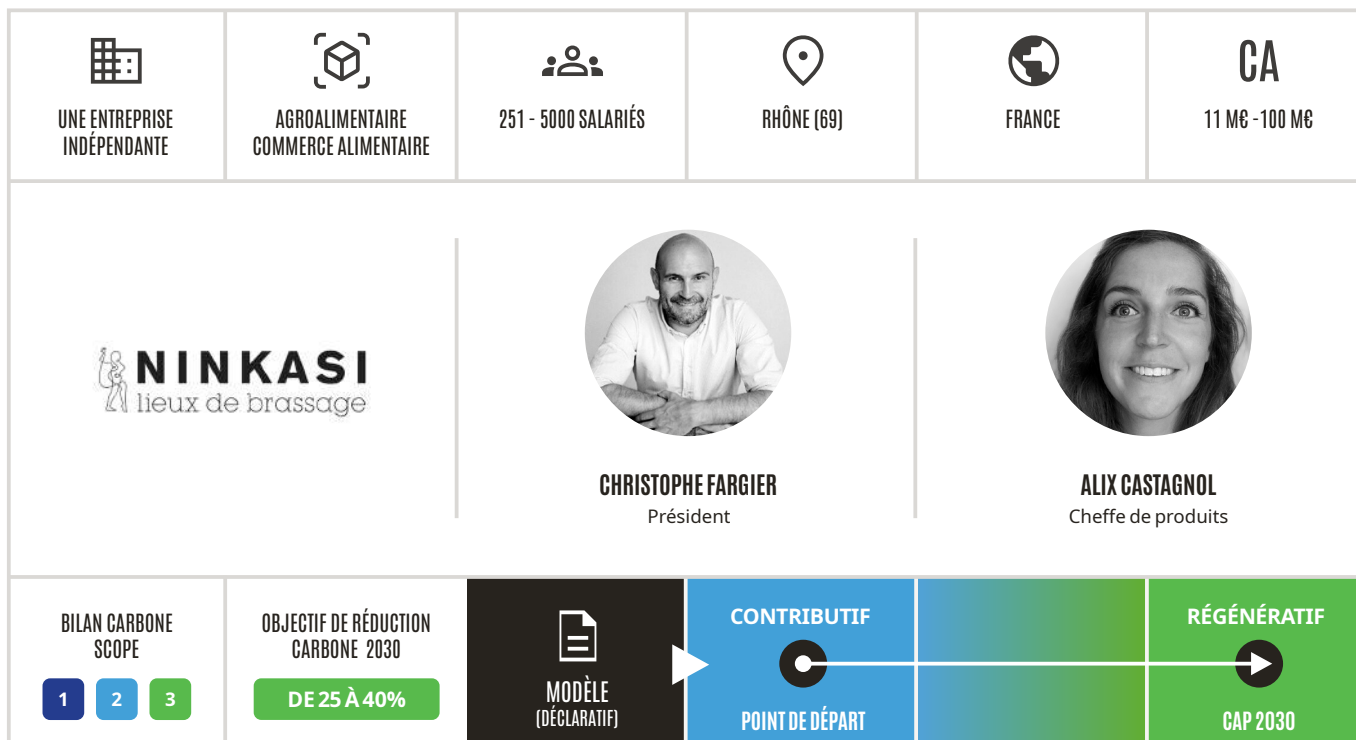 UNE ENTREPRISE
INDÉPENDANTE
AGROALIMENTAIRE
COMMERCE ALIMENTAIRE
251 - 5000 SALARIÉS
RHÔNE (69)
FRANCE
CA
11 M€ -100 M€
NINKASI
lieux de brassage
CHRISTOPHE FARGIER
Président
ALIX CASTAGNOL
Cheffe de produits
BILAN CARBONE
SCOPE
1 2 3
OBJECTIF DE RÉDUCTION
CARBONE 2030
DE 25 À 40%
MODÈLE
(DÉCLARATIF)
CONTRIBUTIF
POINT DE DÉPART
RÉGÉNÉRATIF
CAP 2030